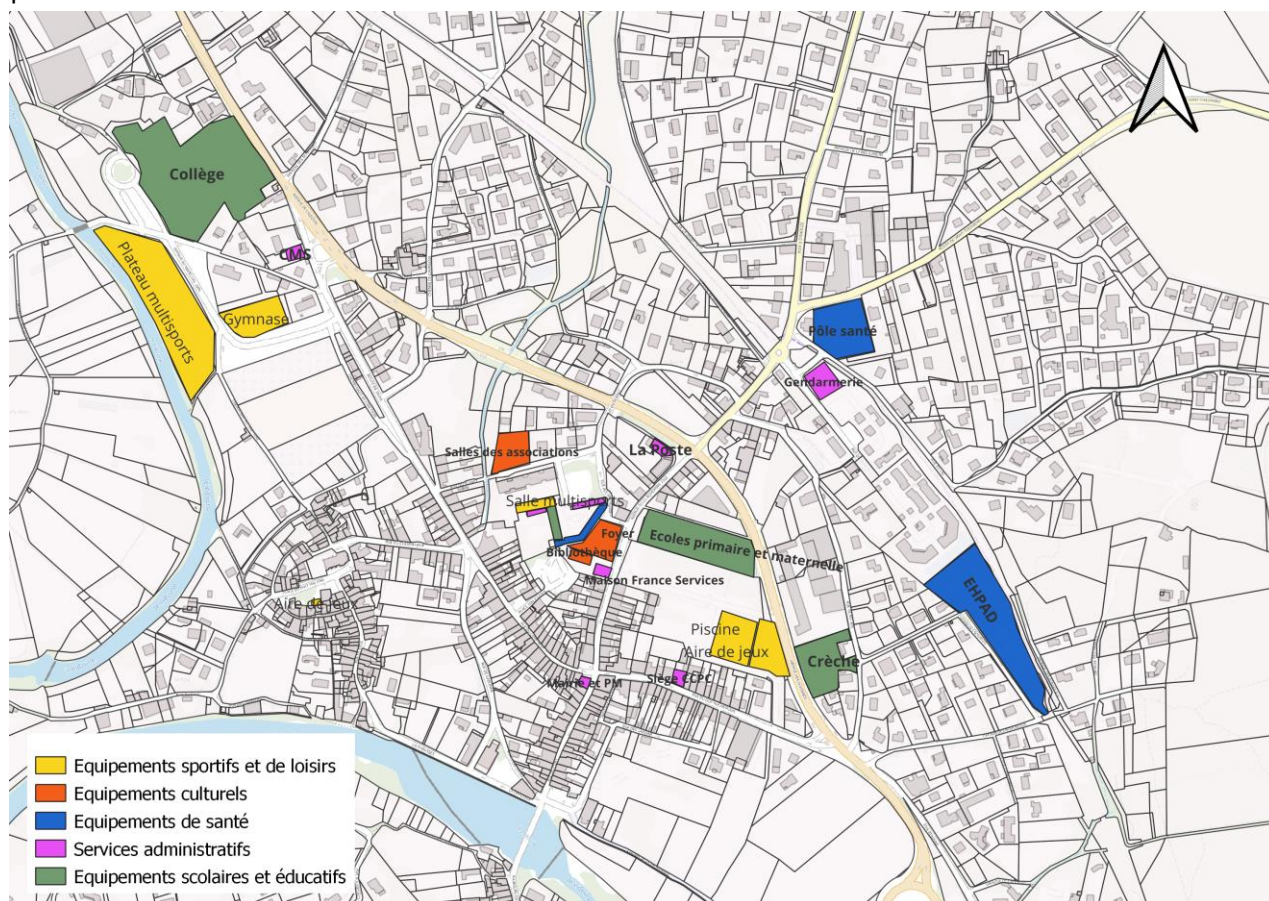 Collège
CMS
Plateau multisports
Gymnase
Pôle santé
Gendarmerie
Salles des associations
La Poste
Salle multisports
Foyer
Ecoles primaire et maternelle
Bibliothèque
Maison France Services
EHPAD
Aire de jeux
Piscine
Aire de jeux
Crèche
Mairie et PM
Siège CCPC
Equipements sportifs et de loisirs
Equipements culturels
Equipements de santé
Services administratifs
Equipements scolaires et éducatifs